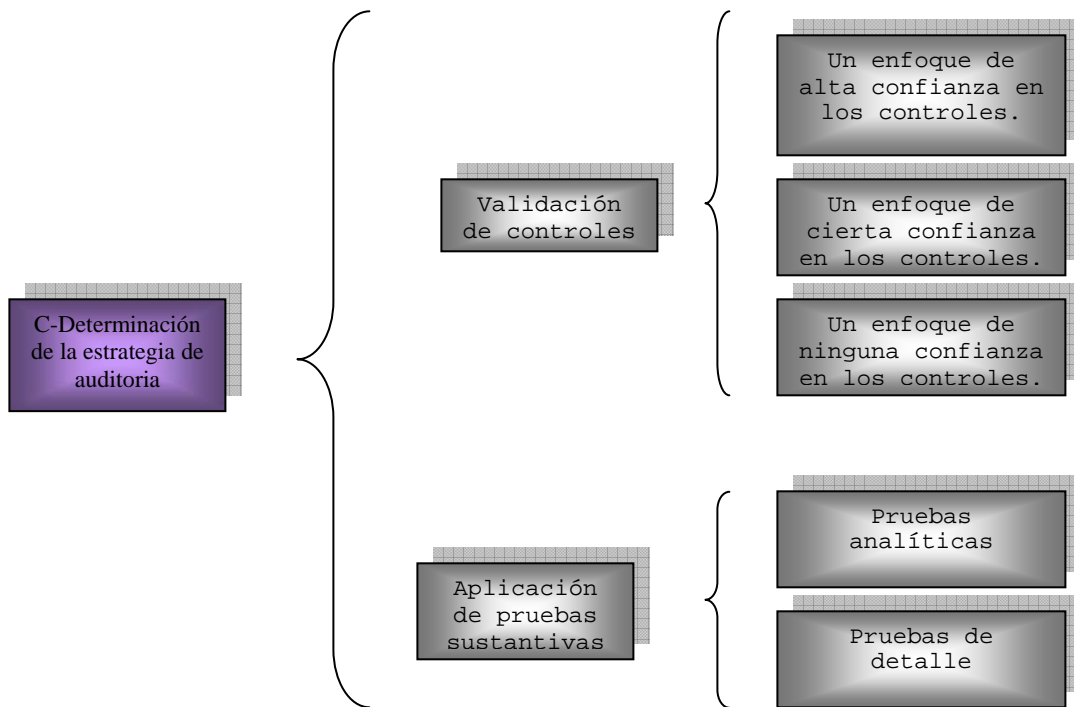 C-Determinación
de la estrategia de
auditoria
Validación
de controles
Un enfoque de
alta confianza en
los controles.
Un enfoque de
cierta confianza
en los controles.
Un enfoque de
ninguna confianza
en los controles.
Aplicación
de pruebas
sustantivas
Pruebas
analíticas
Pruebas de
detalle